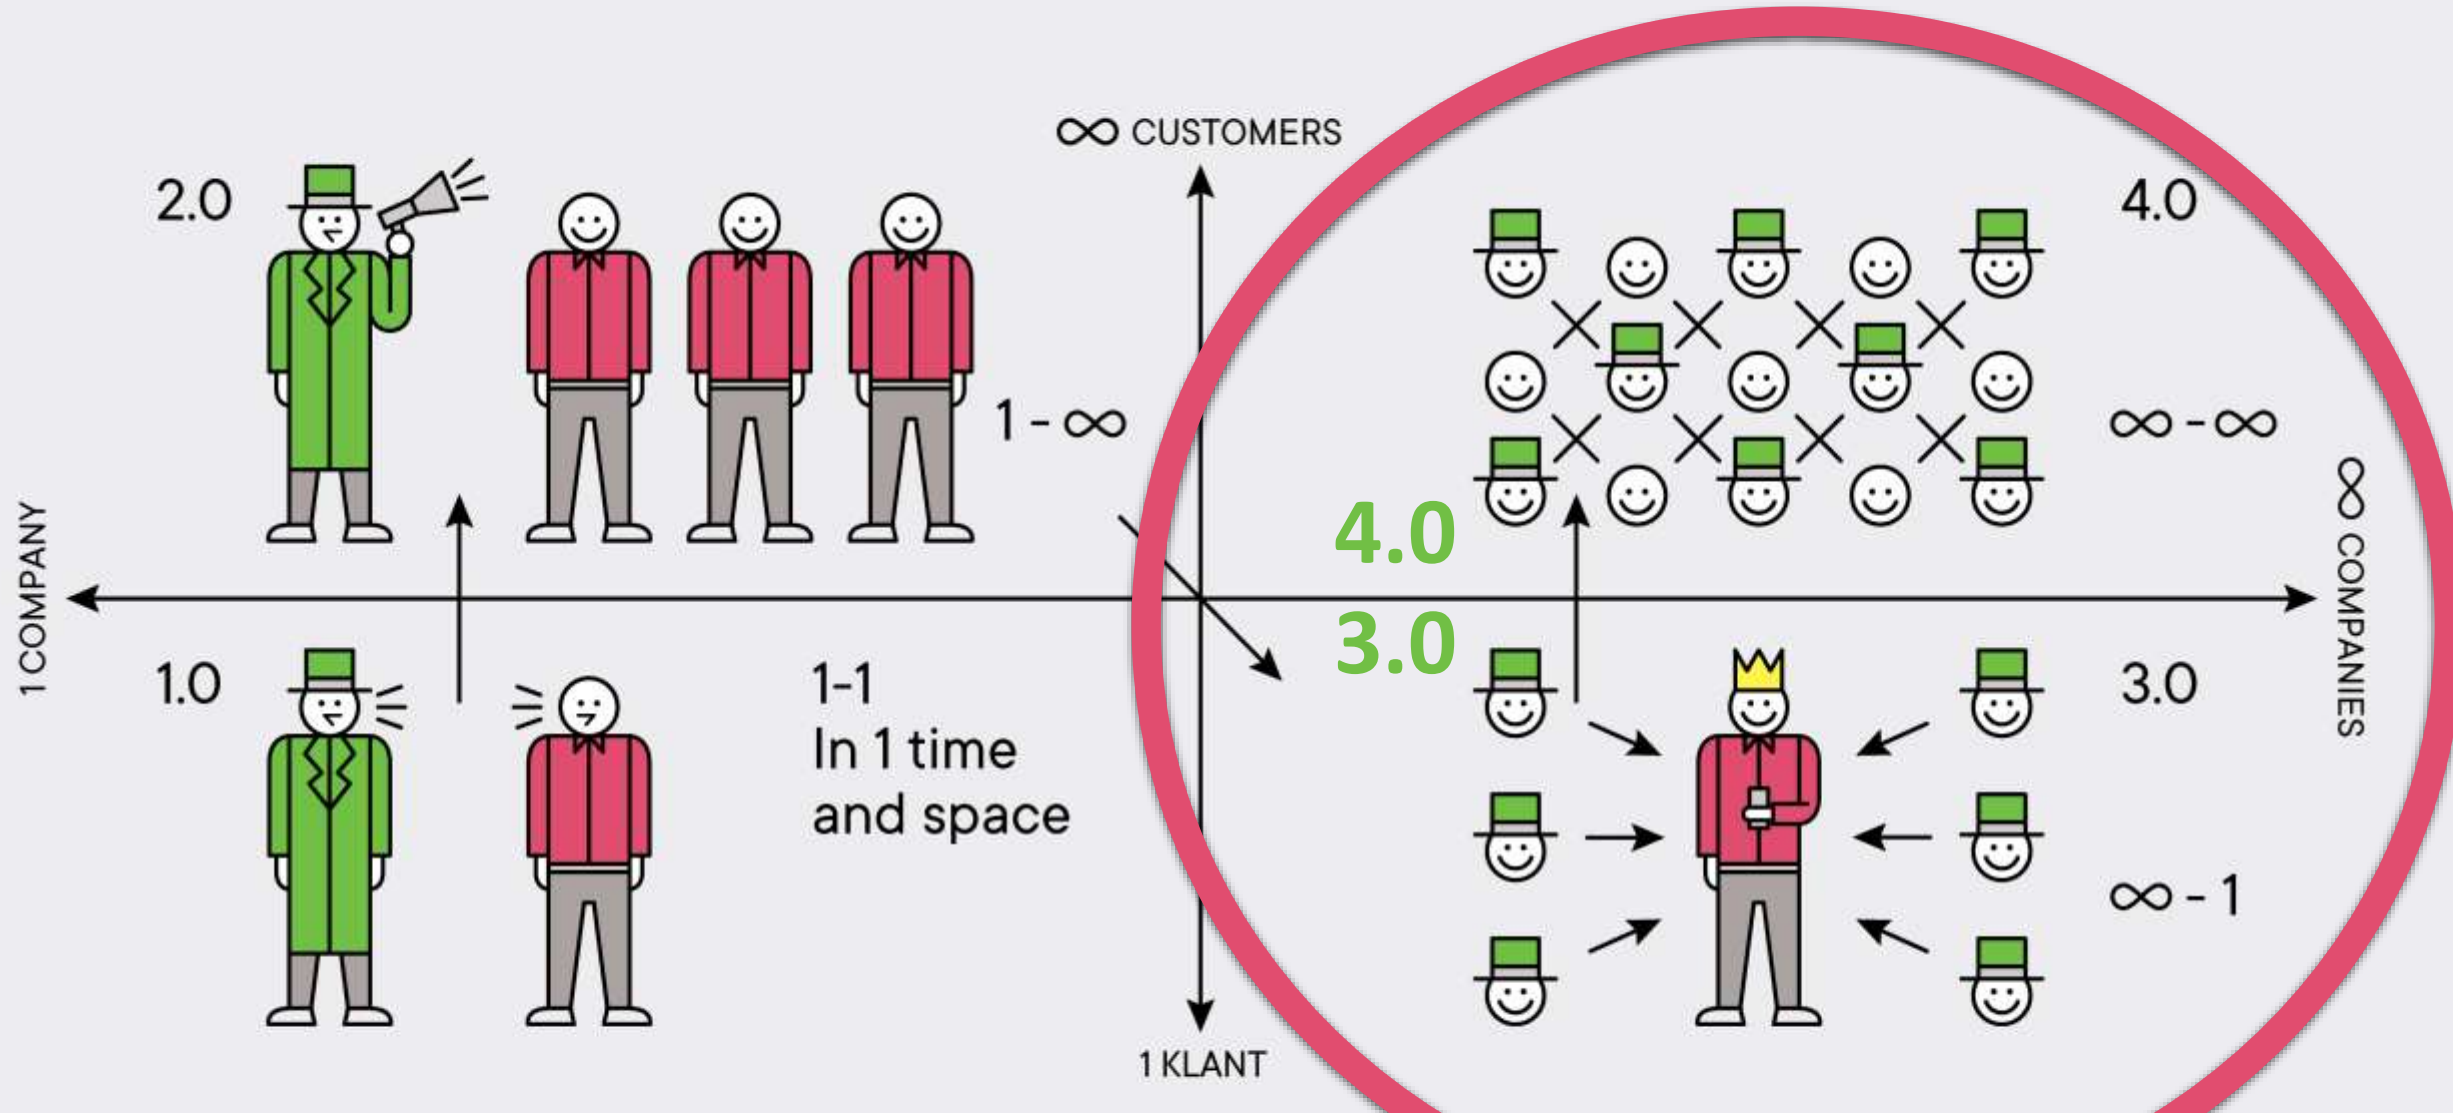 ∞ CUSTOMERS
2.0
4.0
1 - ∞
∞ - ∞
1 COMPANY
∞ COMPANIES
4.0
3.0
1.0
1-1
In 1 time
and space
3.0
∞ - 1
1 KLANT